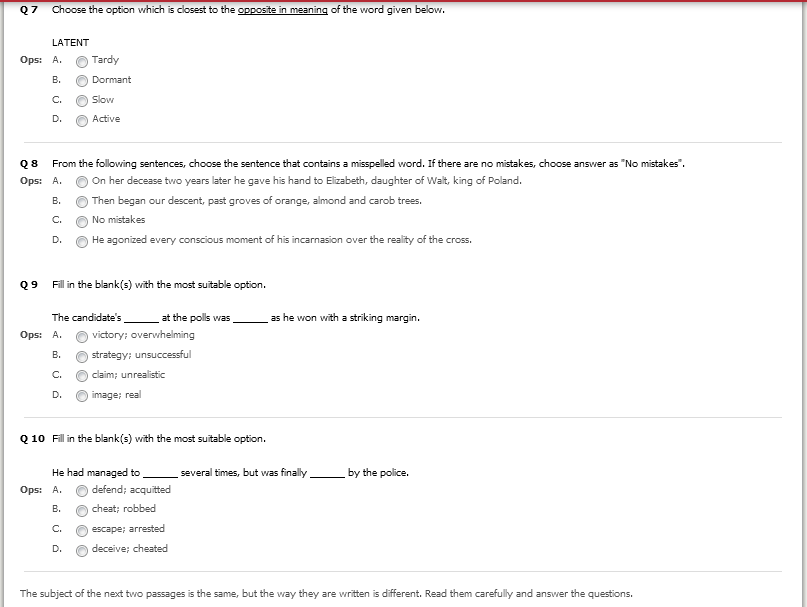 Q 7 Choose the option which is closest to the opposite in meaning of the word given below.
LATENT
Ops: A. Tardy
B. Dormant
C. Slow
D. Active
Q 8 From the following sentences, choose the sentence that contains a misspelled word. If there are no mistakes, choose answer as "No mistakes".
Ops: A. On her decease two years later he gave his hand to Elizabeth, daughter of Walt, king of Poland.
B. Then began our descent, past groves of orange, almond and carob trees.
C. No mistakes
D. He agonized every conscious moment of his incarnasion over the reality of the cross.
Q 9 Fill in the blank(s) with the most suitable option.
The candidate's ______ at the polls was ______ as he won with a striking margin.
Ops: A. victory; overwhelming
B. strategy; unsuccessful
C. claim; unrealistic
D. image; real
Q 10 Fill in the blank(s) with the most suitable option.
He had managed to ______ several times, but was finally ______ by the police.
Ops: A. defend; acquitted
B. cheat; robbed
C. escape; arrested
D. deceive; cheated
The subject of the next two passages is the same, but the way they are written is different. Read them carefully and answer the questions.